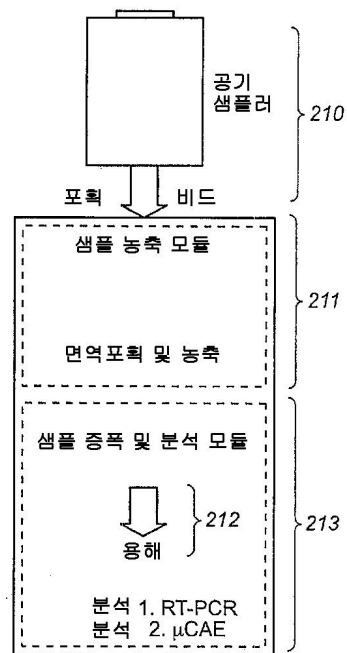 공기
샘플러
210
포획 비드
샘플 농축 모듈
211
면역포획 및 농축
샘플 증폭 및 분석 모듈
212
213
용해
분석 1. RT-PCR
분석 2. μCAE